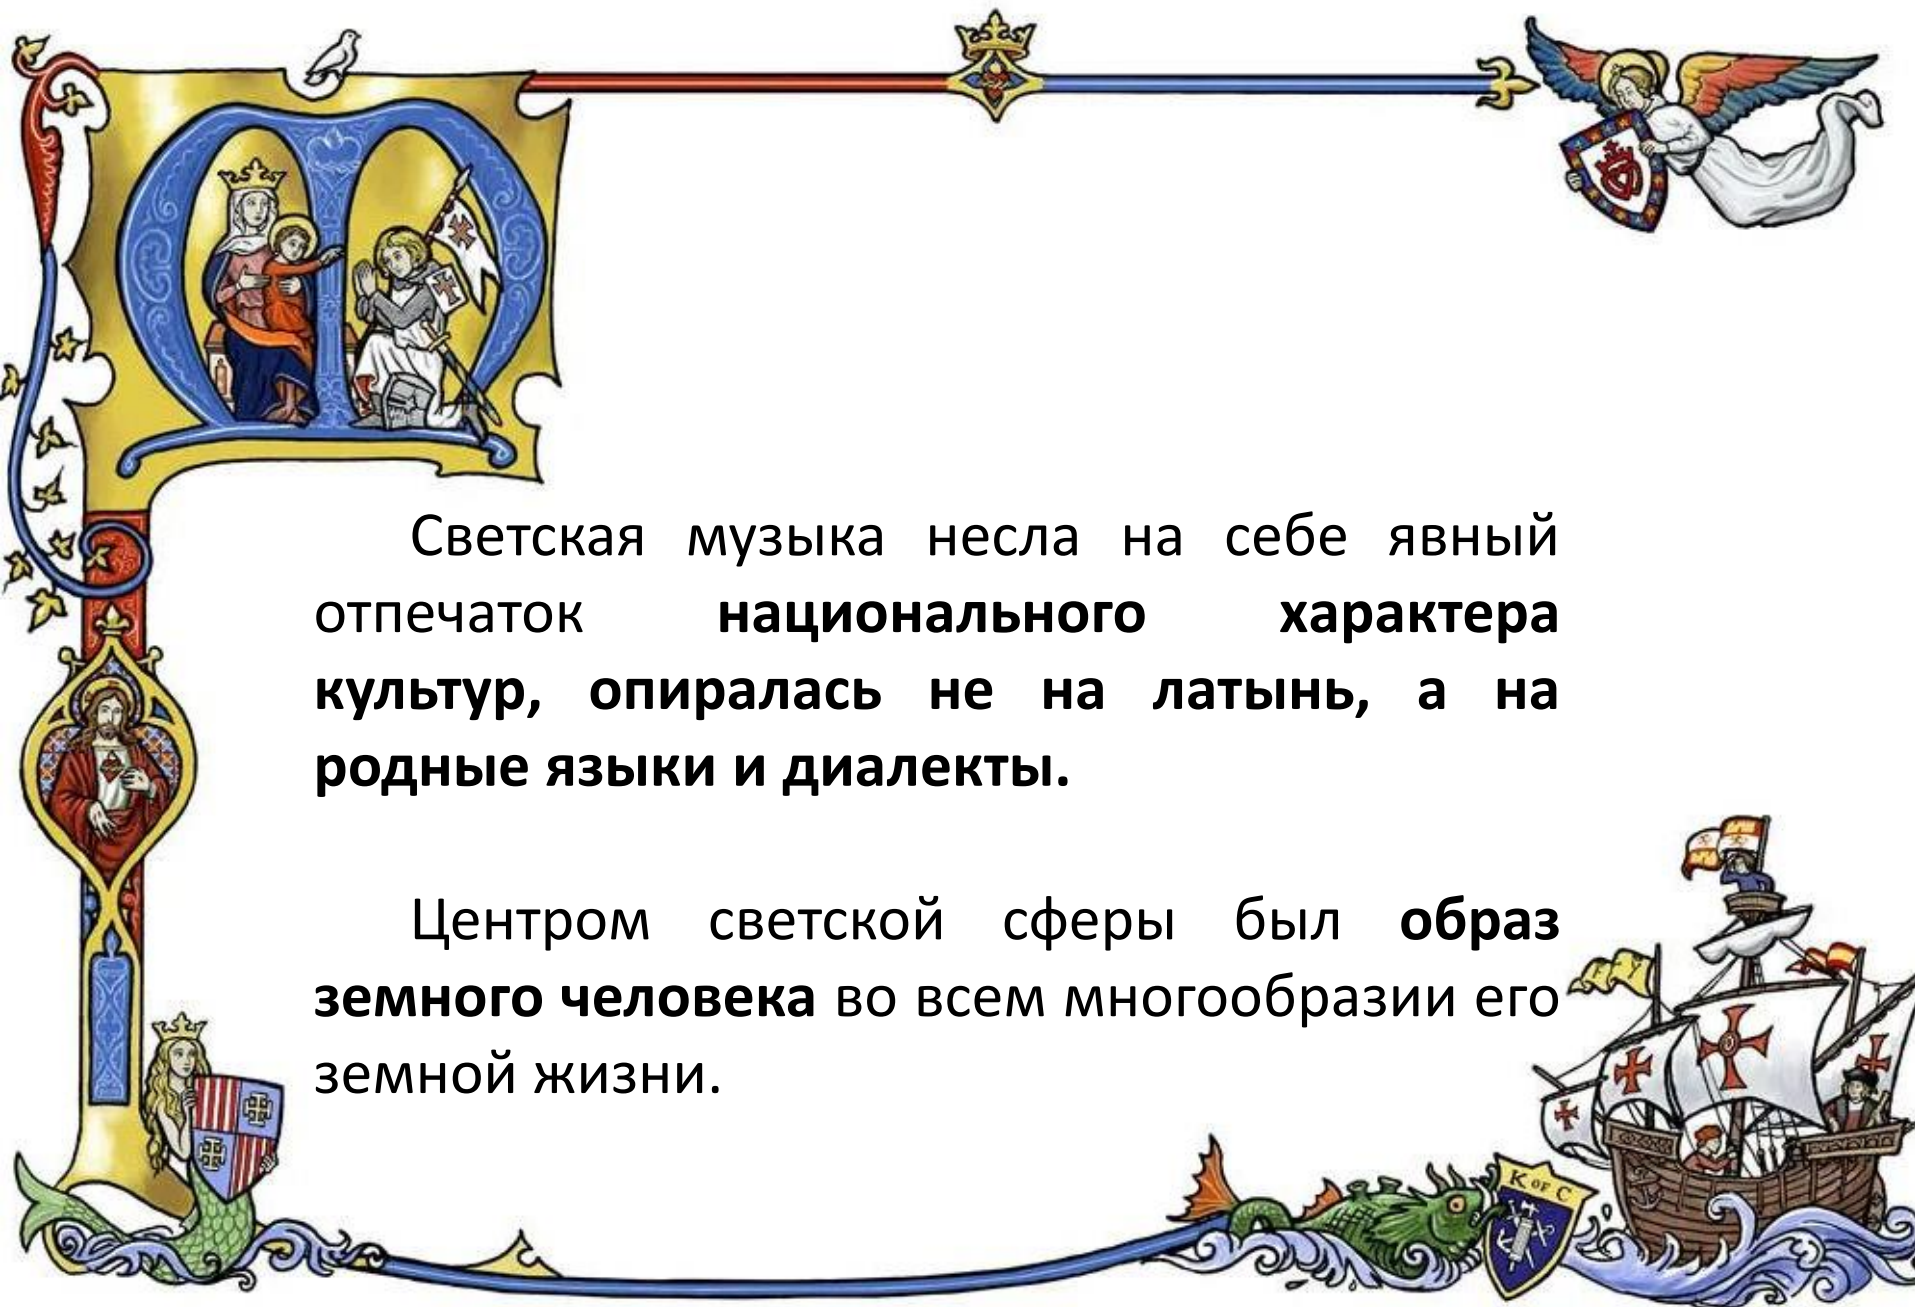 Светская музыка несла на себе явный
отпечаток национального характера
культур, опиралась не на латынь, а на
родные языки и диалекты.
Центром светской сферы был образ
земного человека во всем многообразии его
земной жизни.
F Y
K OF C